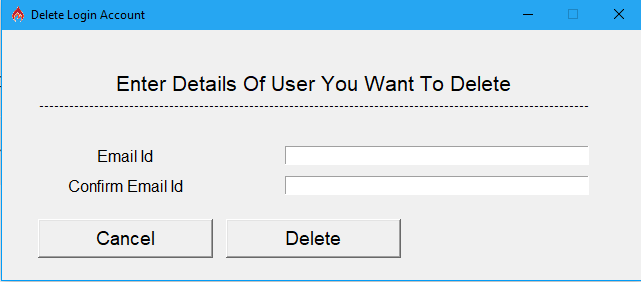 Delete Login Account
Enter Details Of User You Want To Delete
Email Id
Confirm Email Id
Cancel Delete